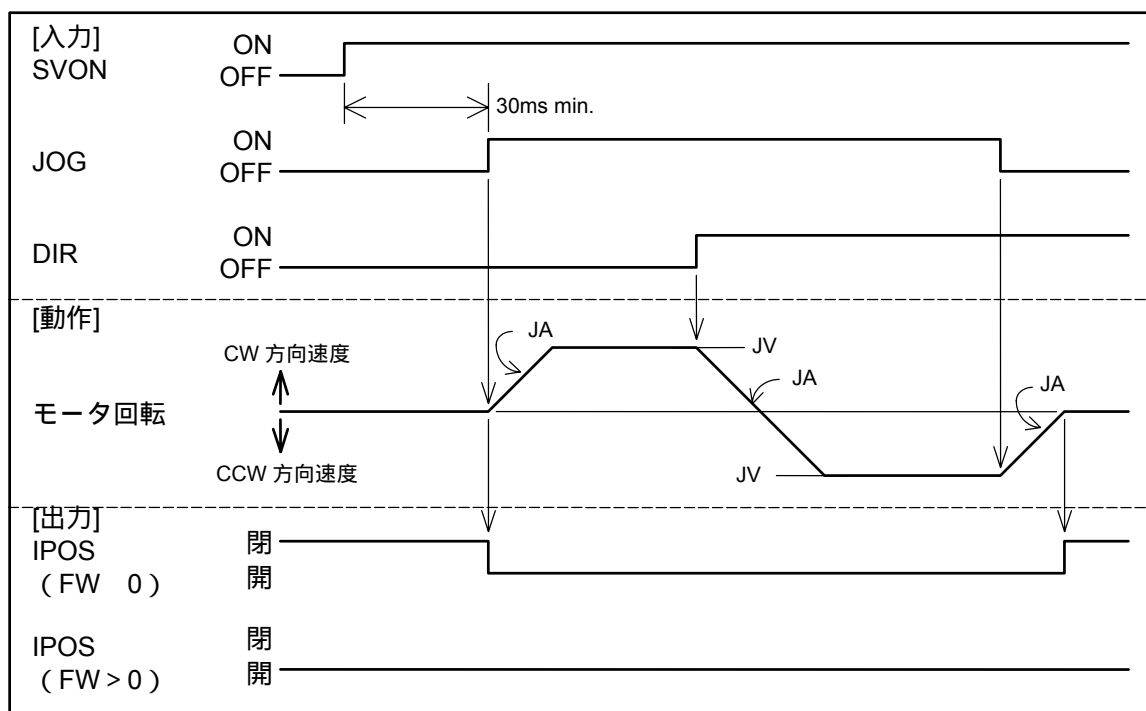 [入力]
SVON
ON
OFF
30ms min.
JOG
ON
OFF
DIR
ON
OFF
[動作]
モータ回転
CW 方向速度
CCW 方向速度
JA
JV
JA
JV
JA
[出力]
IPOS
(FW 0)
閉
開
IPOS
(FW > 0)
閉
開